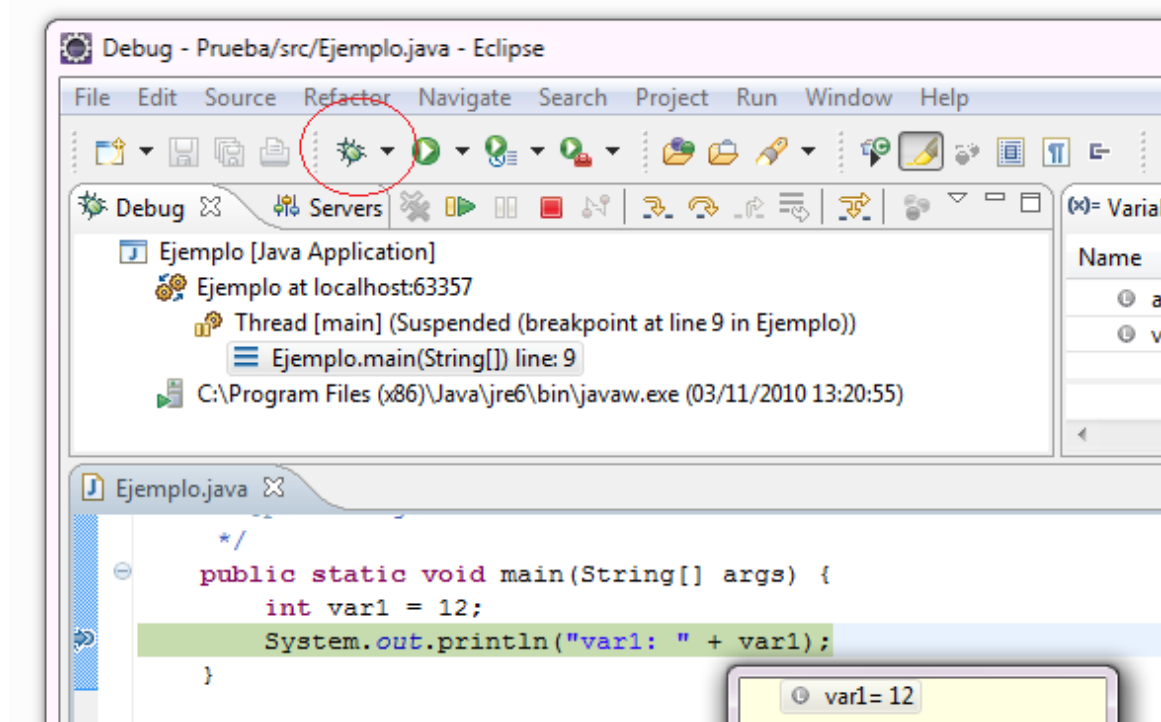 Debug - Prueba/src/Ejemplo.java - Eclipse
File Edit Source Refactor Navigate Search Project Run Window Help
Debug Servers
(x)= Varia
Ejemplo [Java Application]
Name
Ejemplo at localhost:63357
a
Thread [main] (Suspended (breakpoint at line 9 in Ejemplo))
v
Ejemplo.main(String[]) line: 9
C:\Program Files (x86)\Java\jre6\bin\javaw.exe (03/11/2010 13:20:55)
Ejemplo.java
*/
public static void main(String[] args) {
int var1 = 12;
System.out.println("var1: " + var1);
}
var1= 12